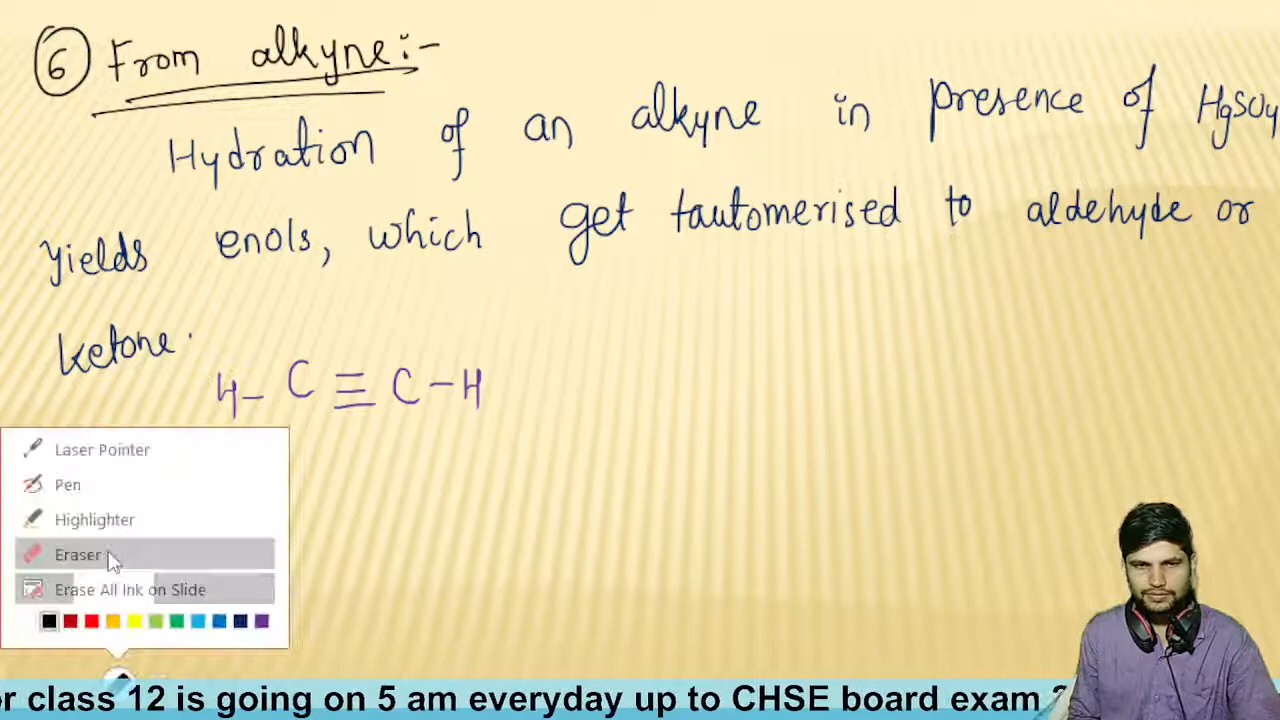 6 From alkyne:-
Hydration of an alkyne in presence of HgSO4
yields enols, which get tautomerised to aldehyde or
ketone.
H- C ≡ C -H
Laser Pointer
Pen
Highlighter
Eraser
Erase All Ink on Slide
or class 12 is going on 5 am everyday up to CHSE board exam